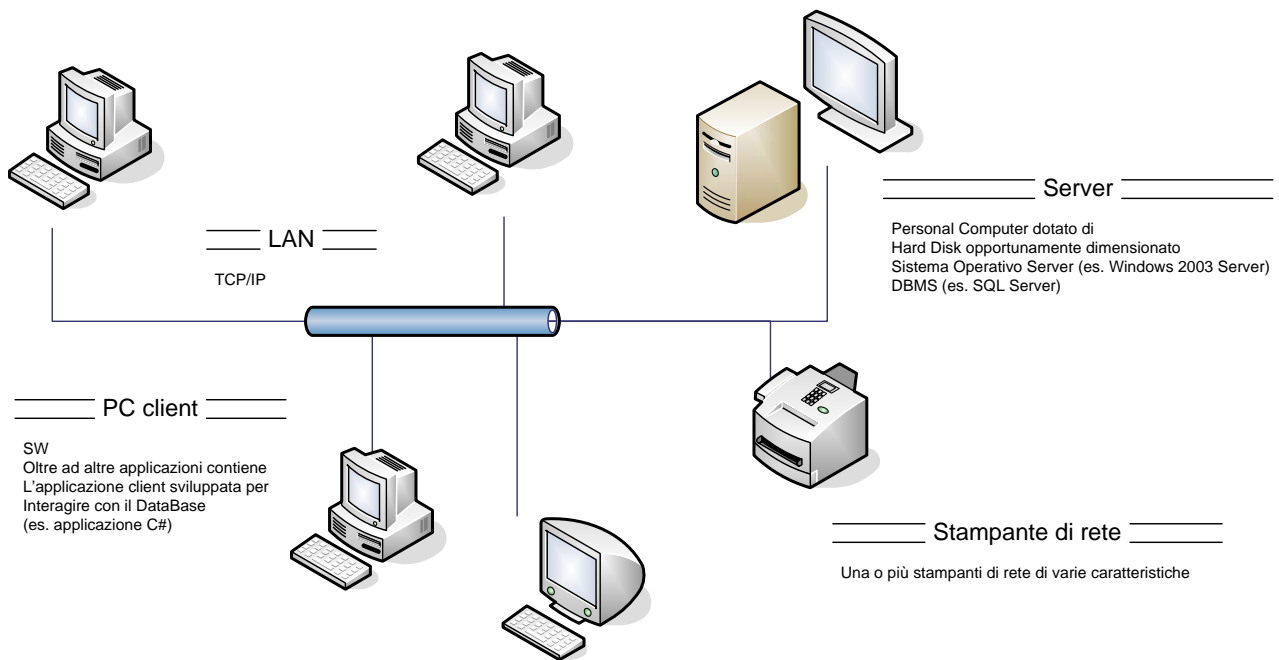 LAN
TCP/IP
Server
Personal Computer dotato di
Hard Disk opportunamente dimensionato
Sistema Operativo Server (es. Windows 2003 Server)
DBMS (es. SQL Server)
PC client
SW
Oltre ad altre applicazioni contiene
L'applicazione client sviluppata per
Interagire con il DataBase
(es. applicazione C#)
Stampante di rete
Una o più stampanti di rete di varie caratteristiche